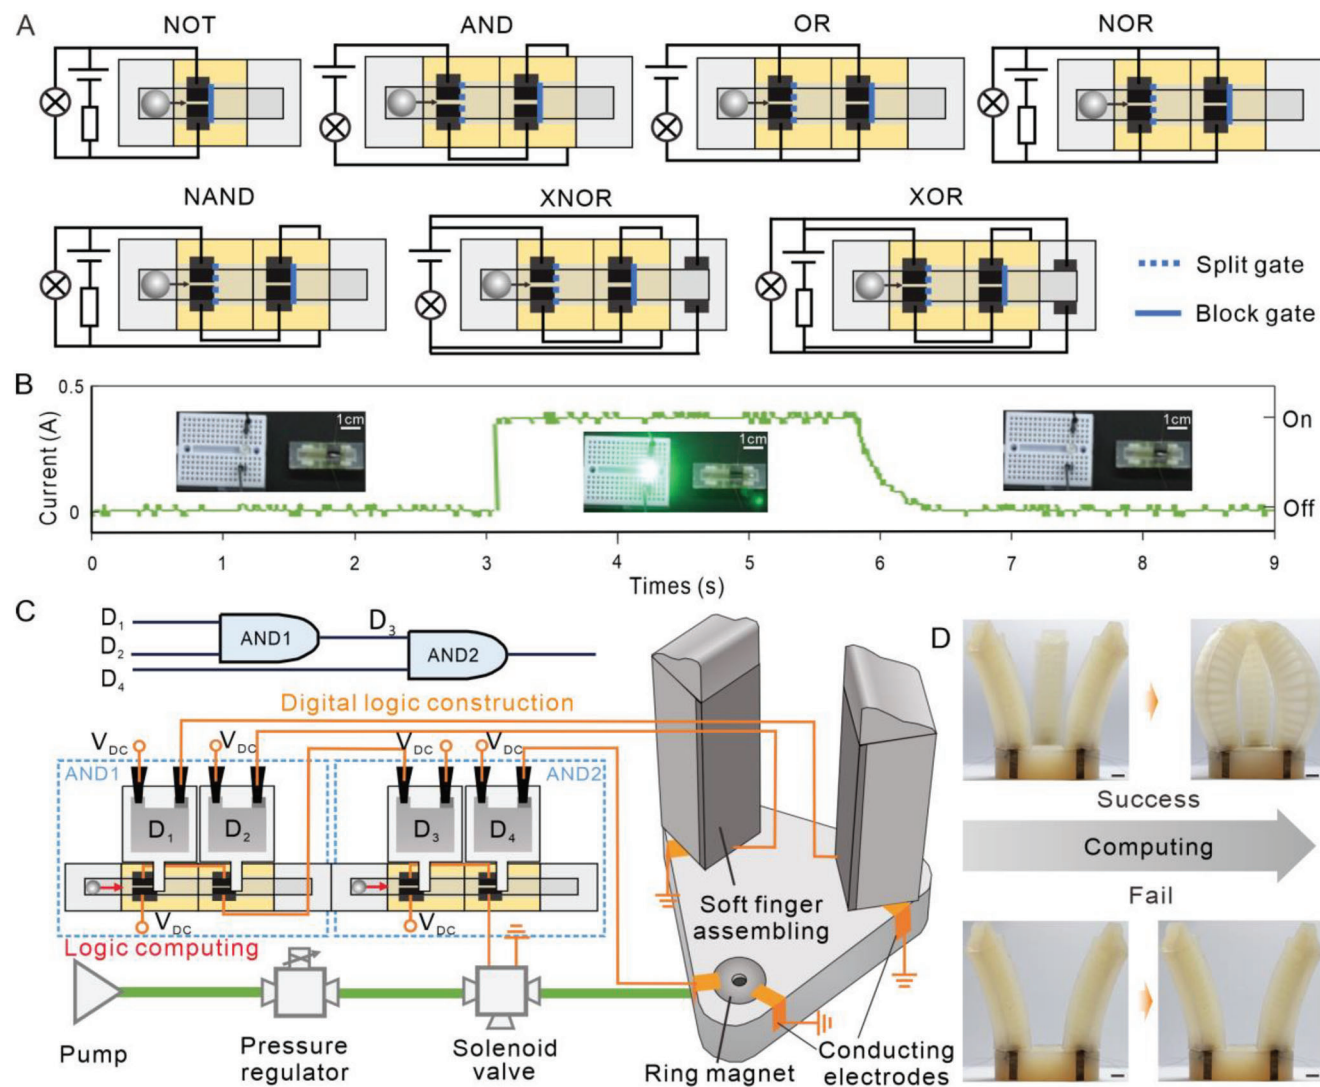 A
NOT
AND
OR
NOR
NAND
XNOR
XOR
Split gate
Block gate
B
0.5
Current (A)
0
1cm
1cm
1cm
1cm
1cm
1cm
On
Off
0 1 2 3 4 5 6 7 8 9
Times (s)
C
D1
D2
D4
AND1
D3
AND2
Digital logic construction
VDC
VDC
VDC
VDC
AND1
AND2
D1
D2
D3
D4
VDC
VDC
Logic computing
Pump
Pressure
regulator
Solenoid
valve
Soft finger
assembling
Ring magnet
Conducting
electrodes
D
Success
Computing
Fail